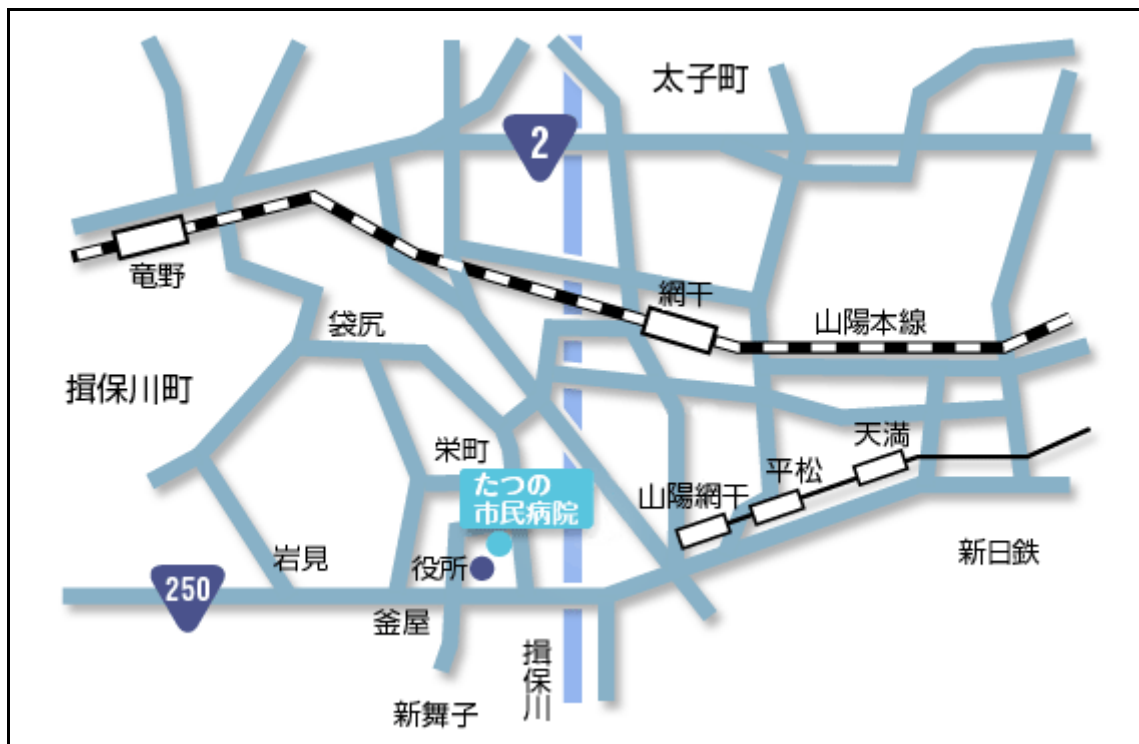 太子町
2
竜野
網干
袋尻
山陽本線
揖保川町
天満
栄町
平松
たつの
市民病院
山陽網干
岩見
役所
新日鉄
250
釜屋
揖保川
新舞子